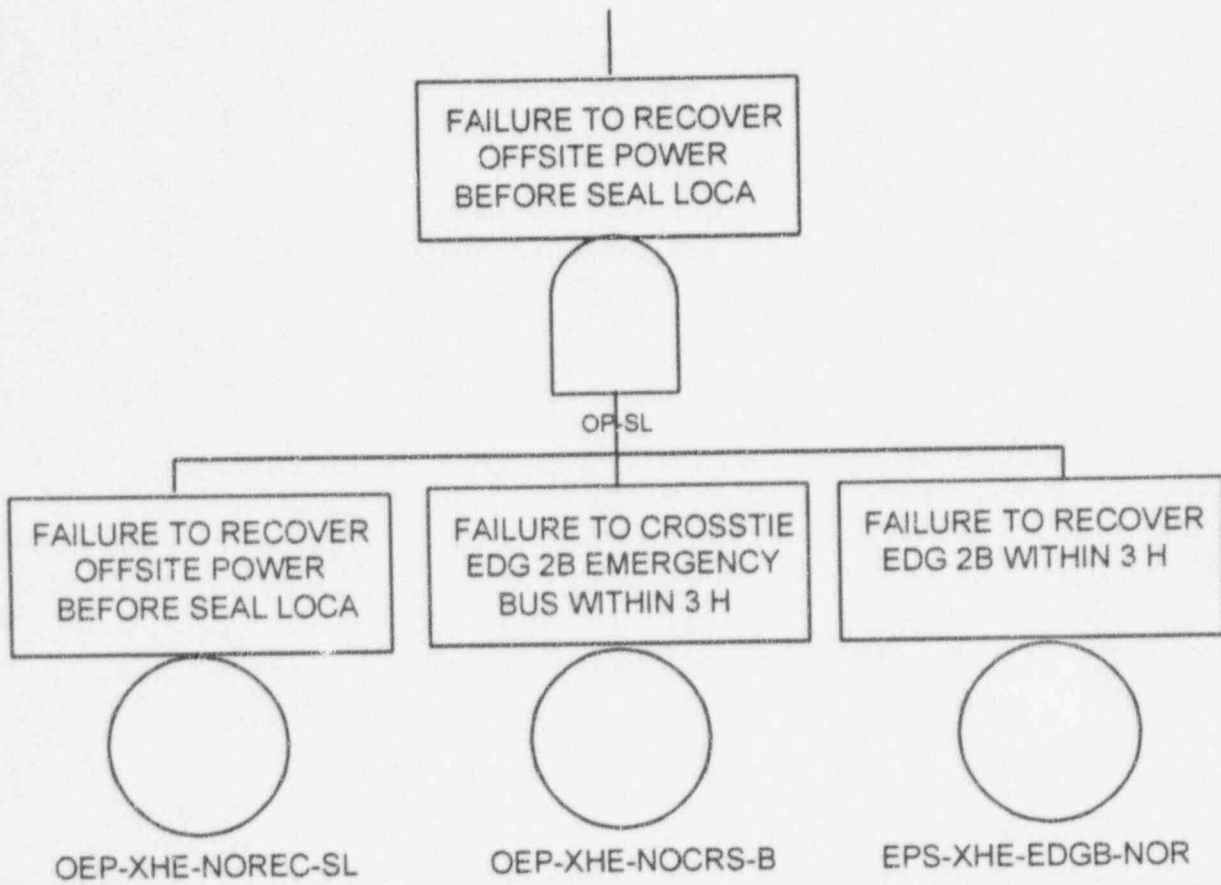 FAILURE TO RECOVER
OFFSITE POWER
BEFORE SEAL LOCA
OP-SL
FAILURE TO RECOVER
OFFSITE POWER
BEFORE SEAL LOCA
FAILURE TO CROSSTIE
EDG 2B EMERGENCY
BUS WITHIN 3 H
FAILURE TO RECOVER
EDG 2B WITHIN 3 H
OEP-XHE-NOREC-SL
OEP-XHE-NOCRS-B
EPS-XHE-EDGB-NOR